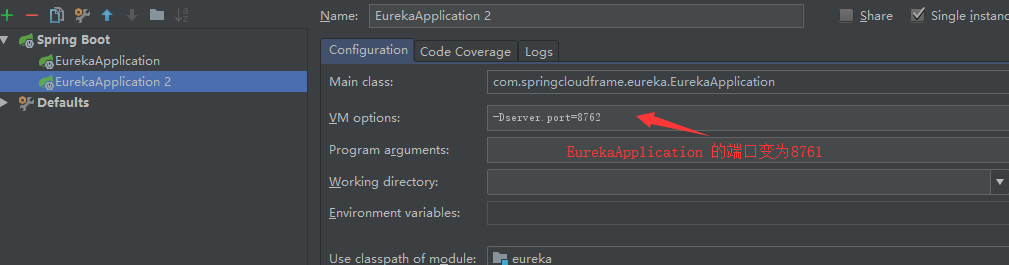 Name: EurekaApplication 2 Share Single instanc
Spring Boot
EurekaApplication
EurekaApplication 2
Defaults
Configuration Code Coverage Logs
Main class: com.springcloudframe.eureka.EurekaApplication
VM options: -Dserver.port=8762
Program arguments:
EurekaApplication 的端口变为8761
Working directory:
Environment variables:
Use classpath of module: eureka